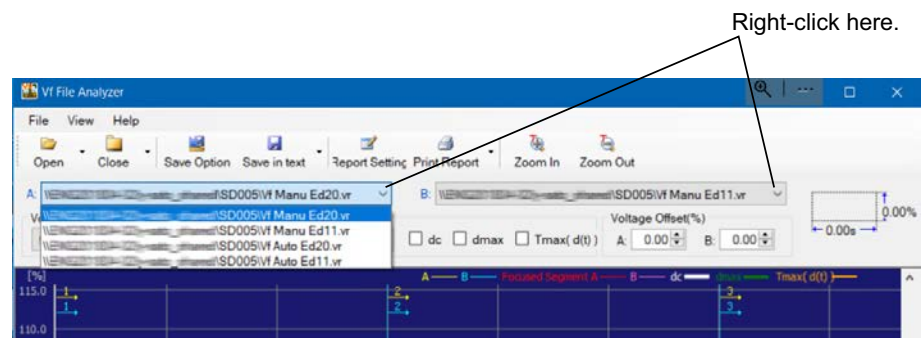 Right-click here.
Vf File Analyzer
File View Help
Open Close Save Option Save in text Report Setting Print Report Zoom In Zoom Out
A: \SD005\Vf Manu Ed20.vr B: \SD005\Vf Manu Ed11.vr
\SD005\Vf Manu Ed20.vr
\SD005\Vf Manu Ed11.vr
\SD005\Vf Auto Ed20.vr
\SD005\Vf Auto Ed11.vr
dc dmax Tmax( d(t) )
Voltage Offset(%)
A: 0.00 B: 0.00
0.00%
0.00s
[%] A B Focused Segment A B dc dmax Tmax( d(t) )
115.0 1 2 3
1 2 3
110.0